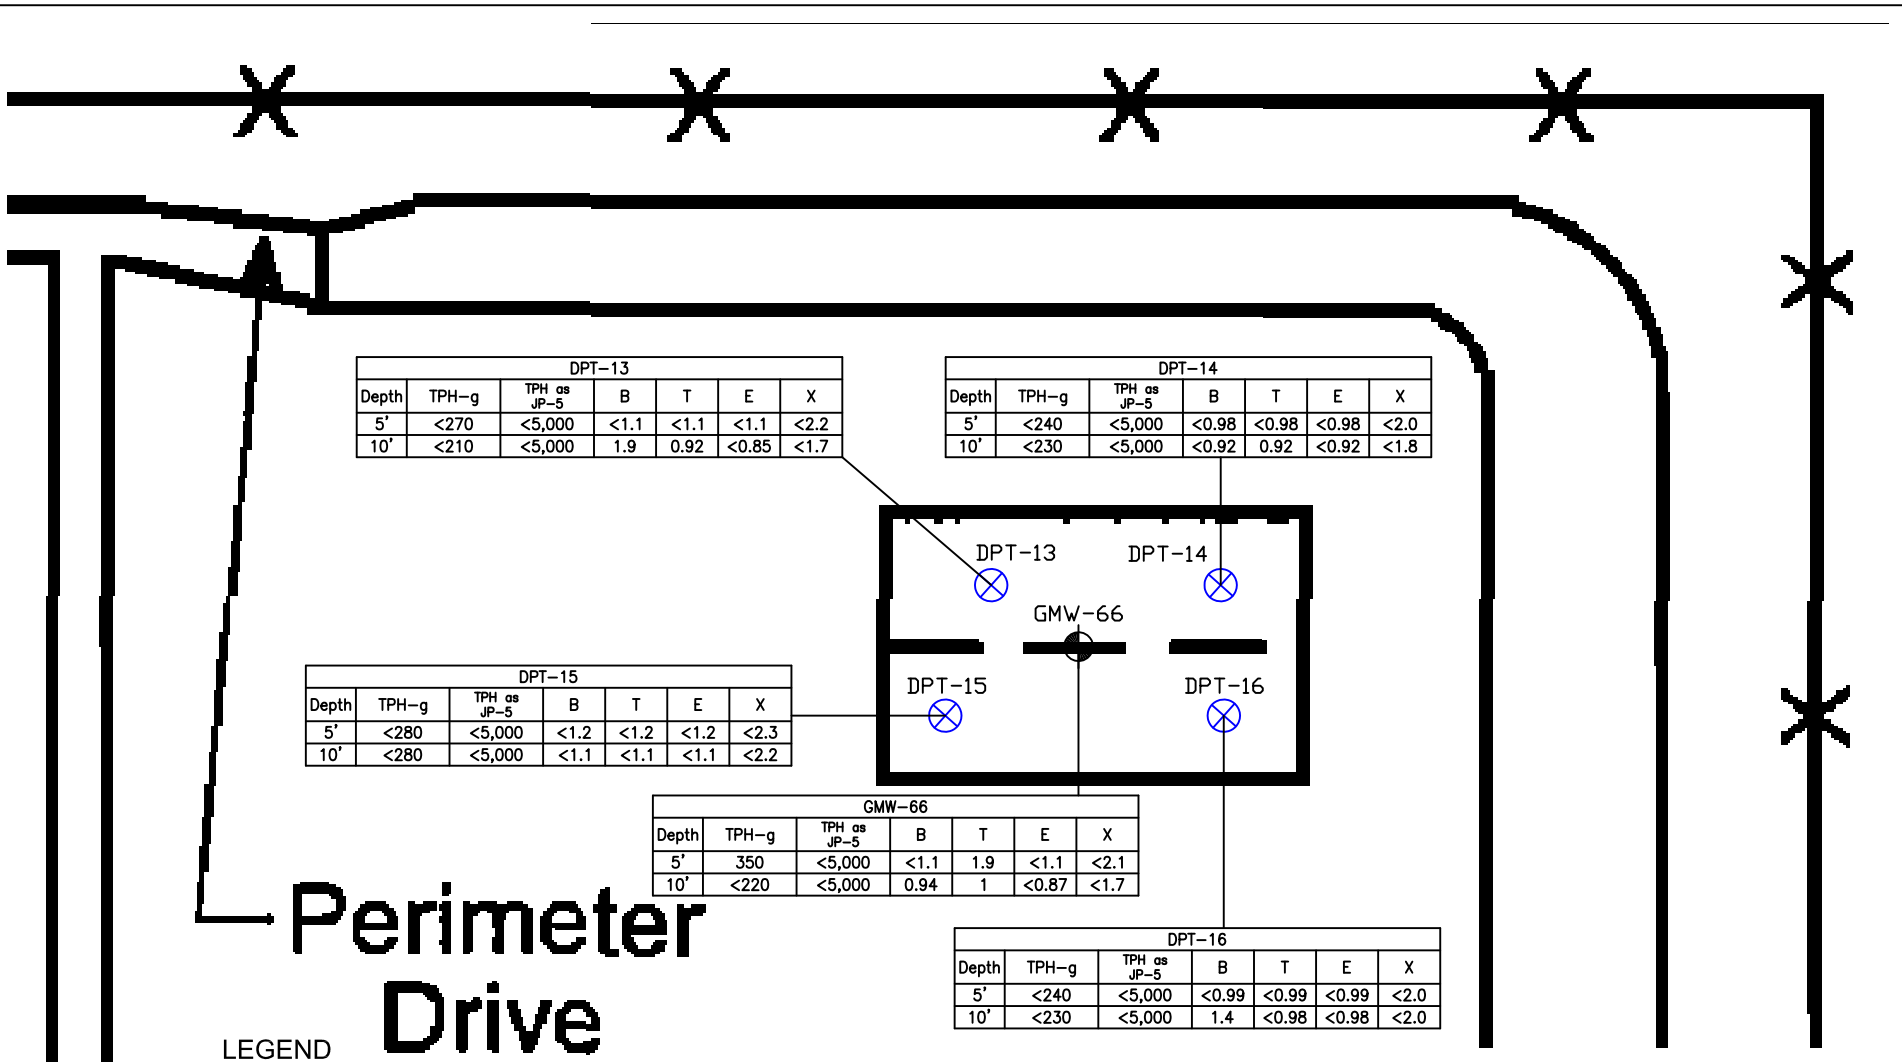 DPT-13
Depth TPH-g TPH as JP-5 B T E X
5' <270 <5,000 <1.1 <1.1 <1.1 <2.2
10' <210 <5,000 1.9 0.92 <0.85 <1.7
DPT-14
Depth TPH-g TPH as JP-5 B T E X
5' <240 <5,000 <0.98 <0.98 <0.98 <2.0
10' <230 <5,000 <0.92 0.92 <0.92 <1.8
DPT-13 DPT-14
GMW-66
DPT-15 DPT-16
DPT-15
Depth TPH-g TPH as JP-5 B T E X
5' <280 <5,000 <1.2 <1.2 <1.2 <2.3
10' <280 <5,000 <1.1 <1.1 <1.1 <2.2
GMW-66
Depth TPH-g TPH as JP-5 B T E X
5' 350 <5,000 <1.1 1.9 <1.1 <2.1
10' <220 <5,000 0.94 1 <0.87 <1.7
Perimeter
Drive
DPT-16
Depth TPH-g TPH as JP-5 B T E X
5' <240 <5,000 <0.99 <0.99 <0.99 <2.0
10' <230 <5,000 1.4 <0.98 <0.98 <2.0
LEGEND